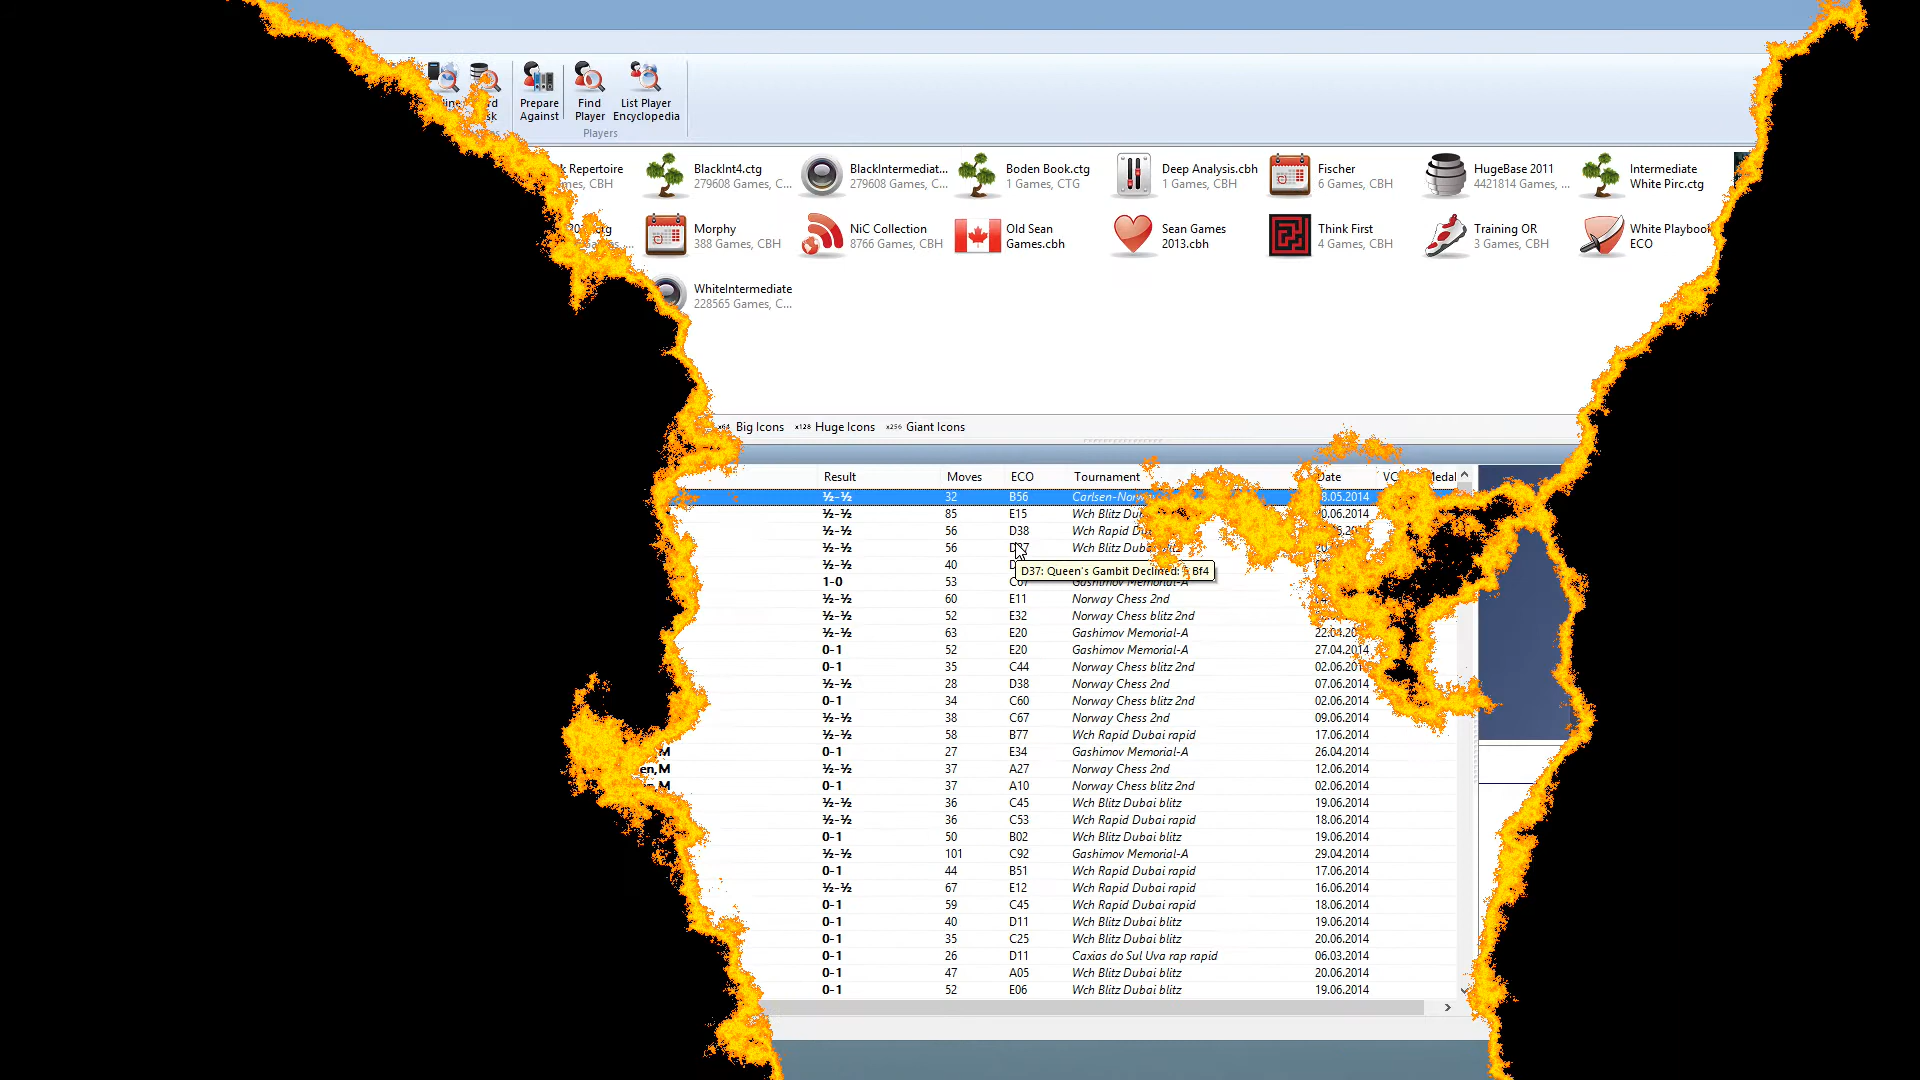 Prepare Against
Find Player
List Player Encyclopedia
Players
Repertoire
BlackInt4.ctg
BlackIntermediat...
Boden Book.ctg
Deep Analysis.cbh
Fischer
HugeBase 2011
Intermediate White Pirc.ctg
CBH
279608 Games, C...
279608 Games, C...
1 Games, CTG
1 Games, CBH
6 Games, CBH
4421814 Games, ...
Morphy
NiC Collection
Old Sean Games.cbh
Sean Games 2013.cbh
Think First
Training OR
White Playbook ECO
388 Games, CBH
8766 Games, CBH
4 Games, CBH
3 Games, CBH
WhiteIntermediate
228565 Games, C...
x64 Big Icons x128 Huge Icons x256 Giant Icons
Result Moves ECO Tournament Date
½-½ 32 B56
½-½ 85 E15 Wch Blitz
½-½ 56 D38 Wch Rapid
½-½ 56 Wch Blitz
½-½ 40
D37: Queen's Gambit Declined: 5 Bf4
1-0 53 C67 Gashimov Memorial-A
½-½ 60 E11 Norway Chess 2nd
½-½ 52 E32 Norway Chess blitz 2nd
½-½ 63 E20 Gashimov Memorial-A 22.04.20
0-1 52 E20 Gashimov Memorial-A 27.04.2014
0-1 35 C44 Norway Chess blitz 2nd 02.06.2014
½-½ 28 D38 Norway Chess 2nd 07.06.2014
0-1 34 C60 Norway Chess blitz 2nd 02.06.2014
½-½ 38 C67 Norway Chess 2nd 09.06.2014
½-½ 58 B77 Wch Rapid Dubai rapid 17.06.2014
M 0-1 27 E34 Gashimov Memorial-A 26.04.2014
en,M ½-½ 37 A27 Norway Chess 2nd 12.06.2014
0-1 37 A10 Norway Chess blitz 2nd 02.06.2014
½-½ 36 C45 Wch Blitz Dubai blitz 19.06.2014
½-½ 36 C53 Wch Rapid Dubai rapid 18.06.2014
0-1 50 B02 Wch Blitz Dubai blitz 19.06.2014
½-½ 101 C92 Gashimov Memorial-A 29.04.2014
0-1 44 B51 Wch Rapid Dubai rapid 17.06.2014
½-½ 67 E12 Wch Rapid Dubai rapid 16.06.2014
0-1 59 C45 Wch Rapid Dubai rapid 18.06.2014
0-1 40 D11 Wch Blitz Dubai blitz 19.06.2014
0-1 35 C25 Wch Blitz Dubai blitz 20.06.2014
0-1 26 D11 Caxias do Sul Uva rap rapid 06.03.2014
0-1 47 A05 Wch Blitz Dubai blitz 20.06.2014
0-1 52 E06 Wch Blitz Dubai blitz 19.06.2014